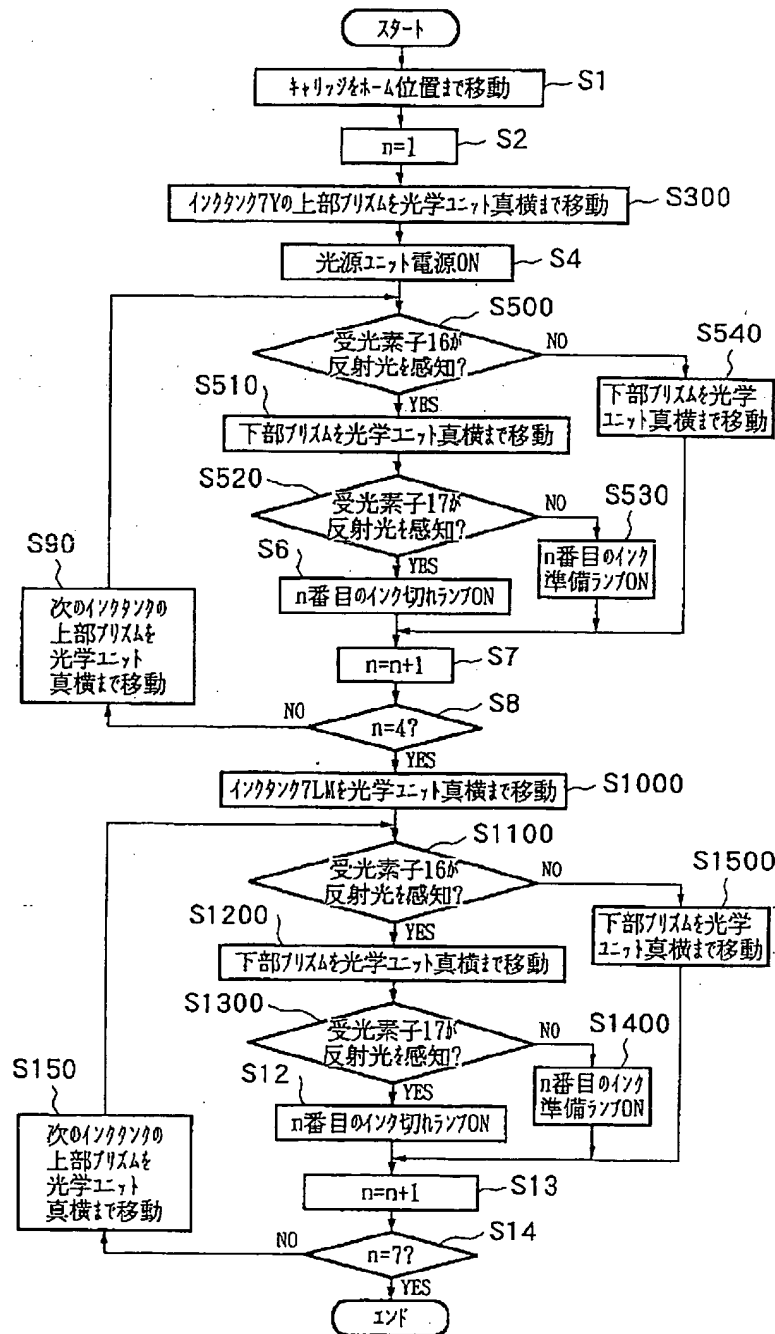 スタート
キャリッジをホーム位置まで移動
S1
n=1
S2
インクタンク7Yの上部プリズムを光学ユニット真横まで移動
S300
光源ユニット電源ON
S4
S500
受光素子16が
反射光を感知?
NO
S540
下部プリズムを光学
ユニット真横まで移動
YES
S510
下部プリズムを光学ユニット真横まで移動
S520
受光素子17が
反射光を感知?
NO
S530
n番目のインク
準備ランプON
YES
S6
n番目のインク切れランプON
S90
次のインクタンクの
上部プリズムを
光学ユニット
真横まで移動
n=n+1
S7
S8
n=4?
NO
YES
インクタンク7LMを光学ユニット真横まで移動
S1000
S1100
受光素子16が
反射光を感知?
NO
S1500
下部プリズムを光学
ユニット真横まで移動
YES
S1200
下部プリズムを光学ユニット真横まで移動
S1300
受光素子17が
反射光を感知?
NO
S1400
n番目のインク
準備ランプON
YES
S12
n番目のインク切れランプON
S150
次のインクタンクの
上部プリズムを
光学ユニット
真横まで移動
n=n+1
S13
S14
n=7?
NO
YES
エンド